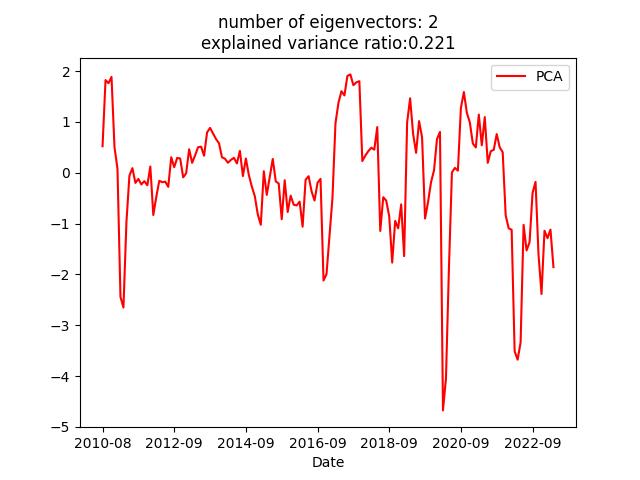 number of eigenvectors: 2
explained variance ratio:0.221
PCA
2
1
0
−1
−2
−3
−4
−5
2010-08 2012-09 2014-09 2016-09 2018-09 2020-09 2022-09
Date